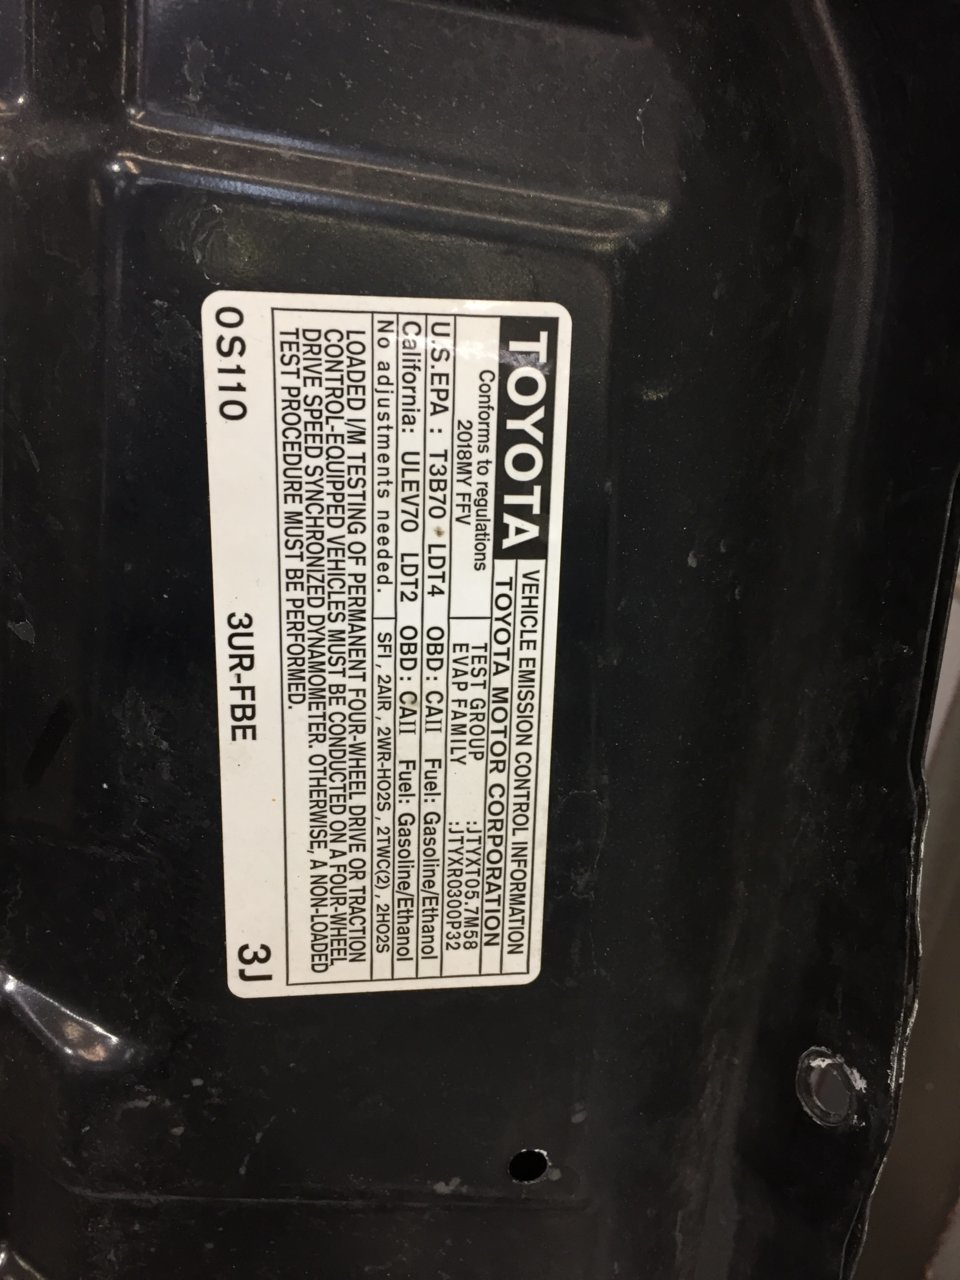 TOYOTA VEHICLE EMISSION CONTROL INFORMATION
TOYOTA MOTOR CORPORATION
Conforms to regulations TEST GROUP :JTYXT05.7M58
2018MY FFV EVAP FAMILY :JTYXR0300P32
U.S.EPA : T3B70 LDT4 OBD : CAII Fuel: Gasoline/Ethanol
California: ULEV70 LDT2 OBD : CAII Fuel: Gasoline/Ethanol
No adjustments needed. SFI , 2AIR , 2WR-HO2S , 2TWC(2) , 2HO2S
LOADED I/M TESTING OF PERMANENT FOUR-WHEEL DRIVE OR TRACTION
CONTROL-EQUIPPED VEHICLES MUST BE CONDUCTED ON A FOUR-WHEEL
DRIVE SPEED SYNCHRONIZED DYNAMOMETER. OTHERWISE, A NON-LOADED
TEST PROCEDURE MUST BE PERFORMED.
0S110 3UR-FBE 3J